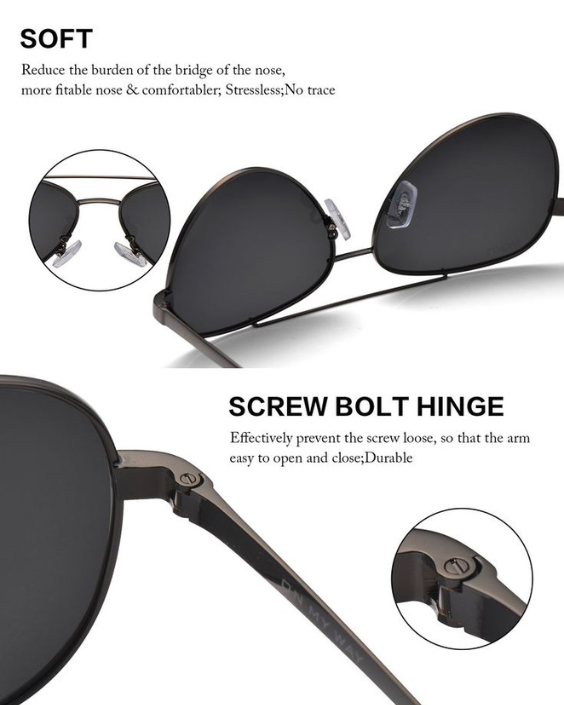 SOFT
Reduce the burden of the bridge of the nose,
more fitable nose & comfortabler; Stressless;No trace
SCREW BOLT HINGE
Effectively prevent the screw loose, so that the arm
easy to open and close;Durable
ON MY WAY